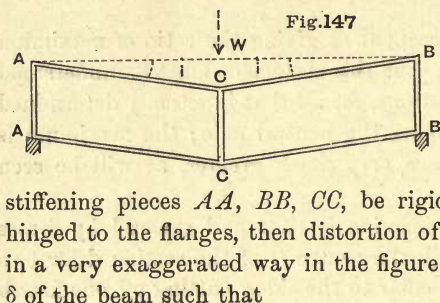 Fig.147
W
A B
i
C
A B
C
stiffening pieces AA, BB, CC, be rigid
hinged to the flanges, then distortion of
in a very exaggerated way in the figure
δ of the beam such that